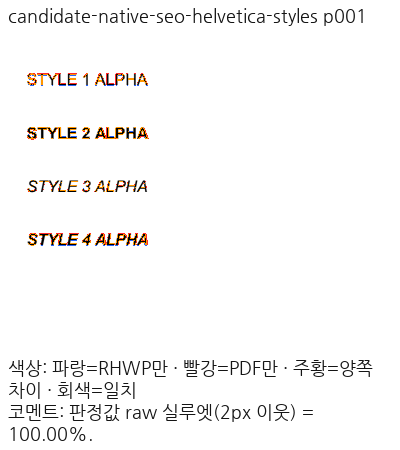 candidate-native-seo-helvetica-styles p001
STYLE 1 ALPHA
STYLE 2 ALPHA
STYLE 3 ALPHA
STYLE 4 ALPHA
색상: 파랑=RHWP만 · 빨강=PDF만 · 주황=양쪽
차이 · 회색=일치
코멘트: 판정값 raw 실루엣(2px 이웃) =
100.00%.